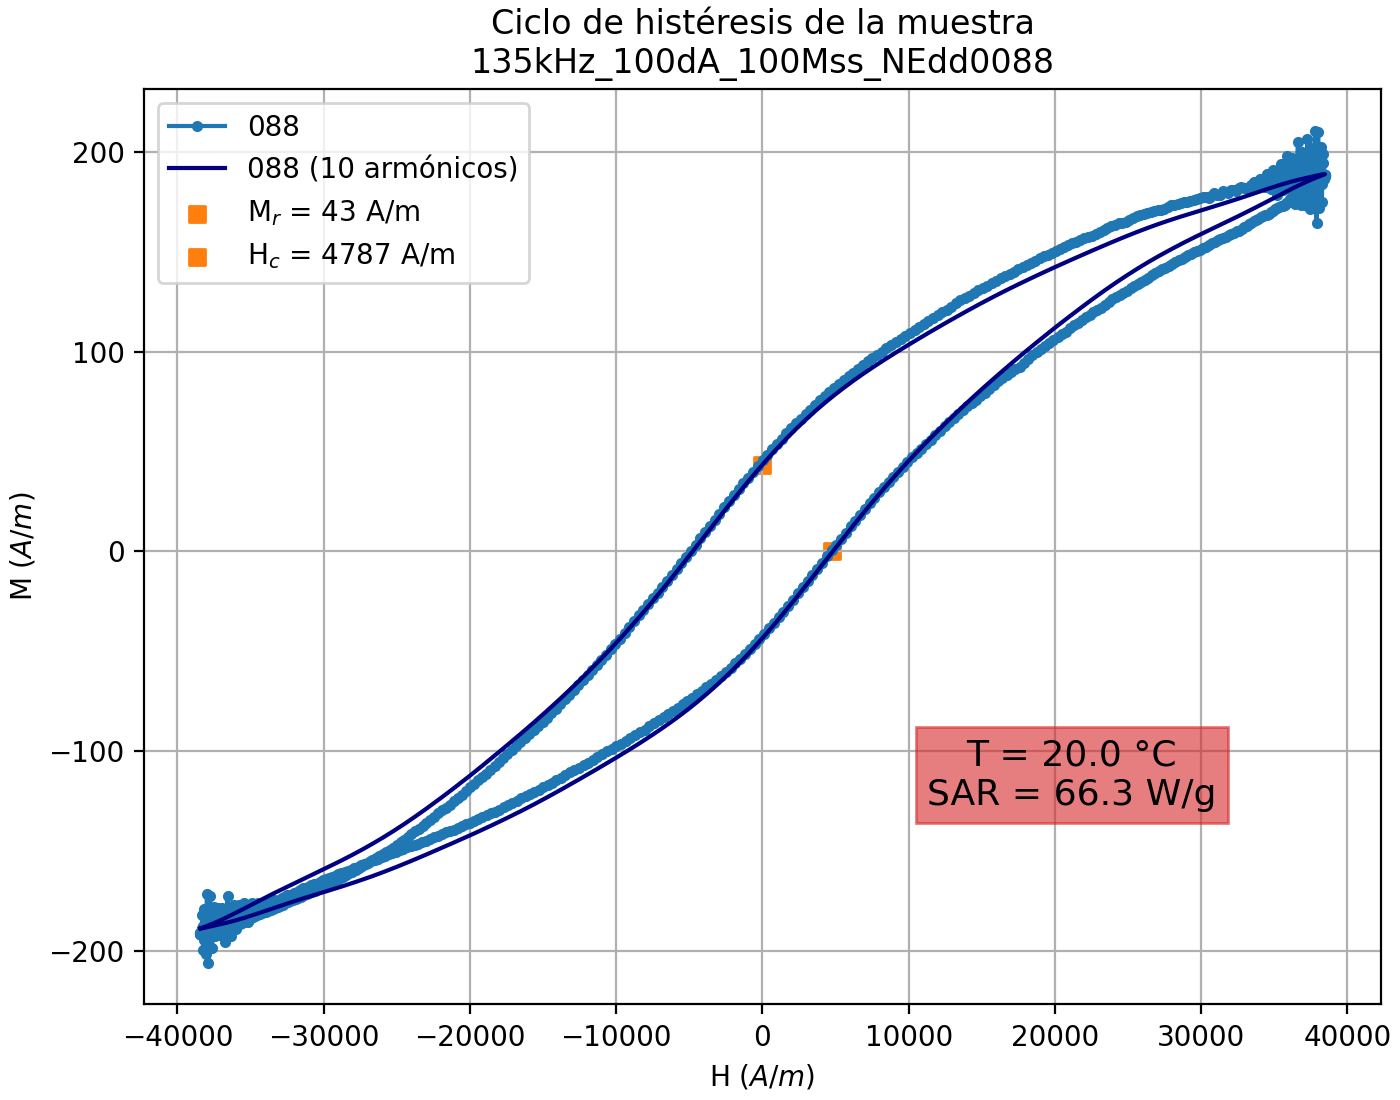 Ciclo de histéresis de la muestra
135kHz_100dA_100Mss_NEdd0088
088
088 (10 armónicos)
Mr = 43 A/m
Hc = 4787 A/m
200
100
0
−100
−200
M (A/m)
T = 20.0 °C
SAR = 66.3 W/g
−40000 −30000 −20000 −10000 0 10000 20000 30000 40000
H (A/m)